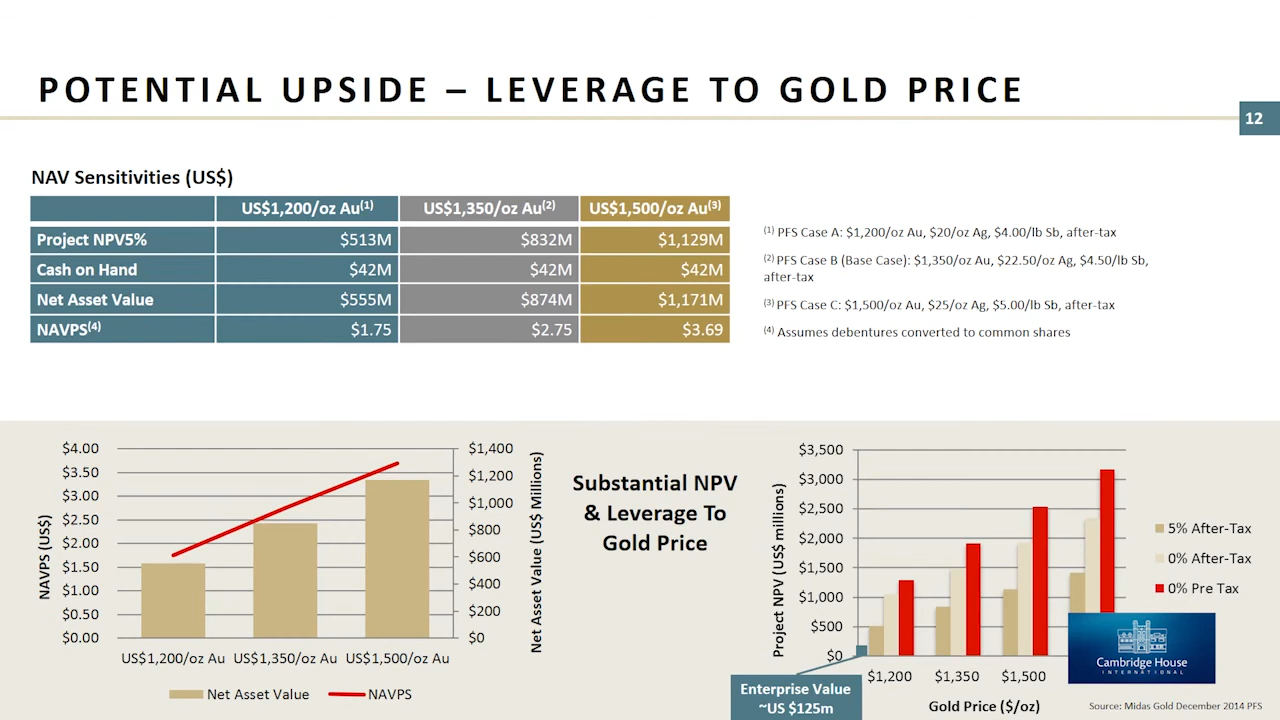 POTENTIAL UPSIDE – LEVERAGE TO GOLD PRICE
12
NAV Sensitivities (US$)
US$1,200/oz Au(1) US$1,350/oz Au(2) US$1,500/oz Au(3)
Project NPV5% $513M $832M $1,129M
Cash on Hand $42M $42M $42M
Net Asset Value $555M $874M $1,171M
NAVPS(4) $1.75 $2.75 $3.69
(1) PFS Case A: $1,200/oz Au, $20/oz Ag, $4.00/lb Sb, after-tax
(2) PFS Case B (Base Case): $1,350/oz Au, $22.50/oz Ag, $4.50/lb Sb,
after-tax
(3) PFS Case C: $1,500/oz Au, $25/oz Ag, $5.00/lb Sb, after-tax
(4) Assumes debentures converted to common shares
NAVPS (US$)
$4.00
$3.50
$3.00
$2.50
$2.00
$1.50
$1.00
$0.50
$0.00
$1,400
$1,200
$1,000
$800
$600
$400
$200
$0
Net Asset Value (US$ Millions)
US$1,200/oz Au US$1,350/oz Au US$1,500/oz Au
Net Asset Value NAVPS
Substantial NPV
& Leverage To
Gold Price
Project NPV (US$ millions)
$3,500
$3,000
$2,500
$2,000
$1,500
$1,000
$500
$0
$1,200 $1,350 $1,500
Gold Price ($/oz)
5% After-Tax
0% After-Tax
0% Pre Tax
Enterprise Value
~US $125m
Cambridge House
INTERNATIONAL
Source: Midas Gold December 2014 PFS